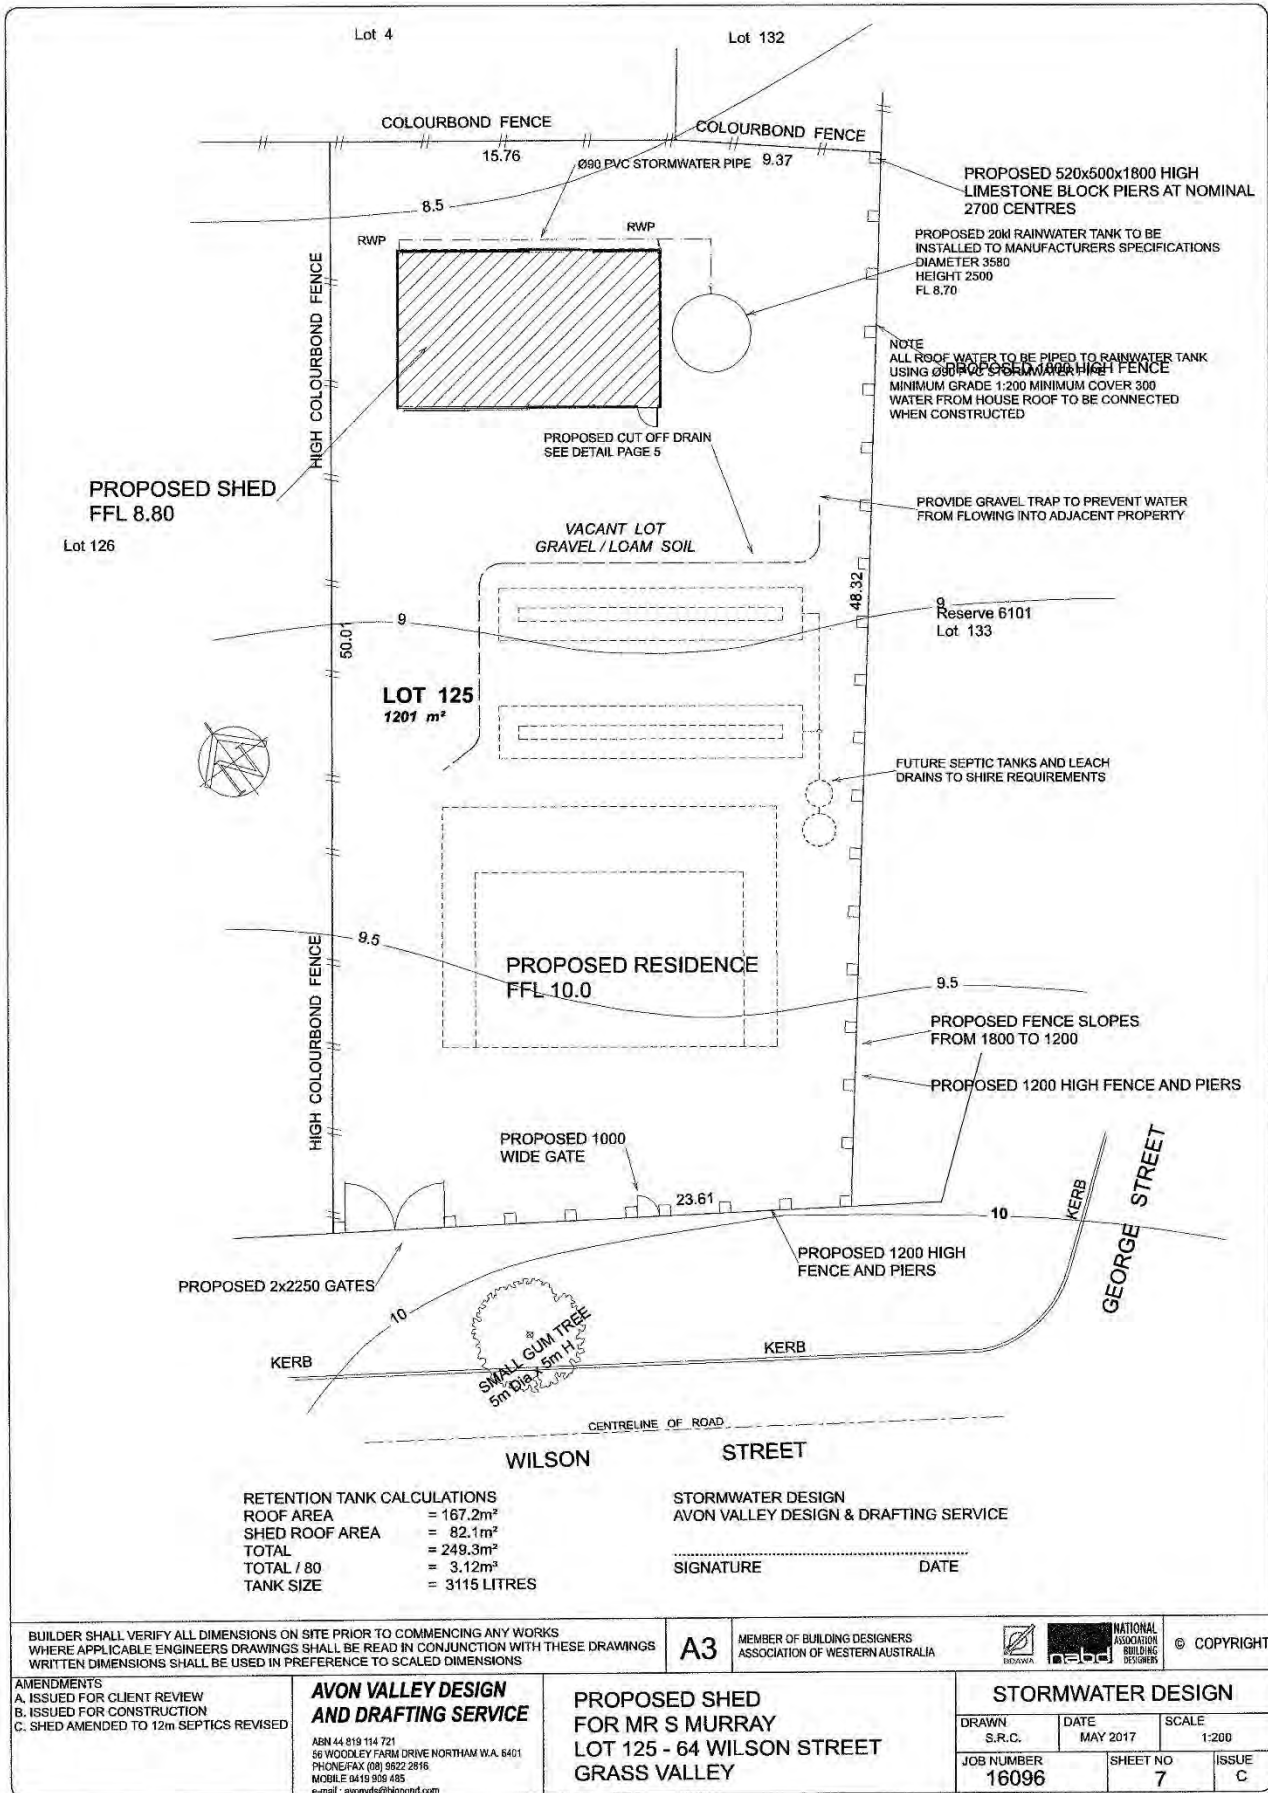 Lot 4
Lot 132
COLOURBOND FENCE
COLOURBOND FENCE
15.76
Ø90 PVC STORMWATER PIPE
9.37
PROPOSED 520x500x1800 HIGH
LIMESTONE BLOCK PIERS AT NOMINAL
2700 CENTRES
8.5
RWP
RWP
PROPOSED 20kl RAINWATER TANK TO BE
INSTALLED TO MANUFACTURERS SPECIFICATIONS
DIAMETER 3580
HEIGHT 2500
FL 8.70
HIGH COLOURBOND FENCE
NOTE
ALL ROOF WATER TO BE PIPED TO RAINWATER TANK
USING Ø90 PVC STORMWATER PIPE
MINIMUM GRADE 1:200 MINIMUM COVER 300
WATER FROM HOUSE ROOF TO BE CONNECTED
WHEN CONSTRUCTED
PROPOSED 1800 HIGH FENCE
PROPOSED CUT OFF DRAIN
SEE DETAIL PAGE 5
PROPOSED SHED
FFL 8.80
Lot 126
PROVIDE GRAVEL TRAP TO PREVENT WATER
FROM FLOWING INTO ADJACENT PROPERTY
VACANT LOT
GRAVEL / LOAM SOIL
48.32
9
Reserve 6101
Lot 133
9
50.01
LOT 125
1201 m²
FUTURE SEPTIC TANKS AND LEACH
DRAINS TO SHIRE REQUIREMENTS
9.5
HIGH COLOURBOND FENCE
PROPOSED RESIDENCE
FFL 10.0
9.5
PROPOSED FENCE SLOPES
FROM 1800 TO 1200
PROPOSED 1200 HIGH FENCE AND PIERS
PROPOSED 1000
WIDE GATE
23.61
10
KERB
GEORGE STREET
PROPOSED 1200 HIGH
FENCE AND PIERS
PROPOSED 2x2250 GATES
10
SMALL GUM TREE
5m Dia x 5m H
KERB
KERB
CENTRELINE OF ROAD
WILSON STREET
RETENTION TANK CALCULATIONS
ROOF AREA = 167.2m²
SHED ROOF AREA = 82.1m²
TOTAL = 249.3m²
TOTAL / 80 = 3.12m³
TANK SIZE = 3115 LITRES
STORMWATER DESIGN
AVON VALLEY DESIGN & DRAFTING SERVICE
SIGNATURE DATE
BUILDER SHALL VERIFY ALL DIMENSIONS ON SITE PRIOR TO COMMENCING ANY WORKS
WHERE APPLICABLE ENGINEERS DRAWINGS SHALL BE READ IN CONJUNCTION WITH THESE DRAWINGS
WRITTEN DIMENSIONS SHALL BE USED IN PREFERENCE TO SCALED DIMENSIONS
A3
MEMBER OF BUILDING DESIGNERS
ASSOCIATION OF WESTERN AUSTRALIA
BDAWA
nabd
NATIONAL
ASSOCIATION
BUILDING
DESIGNERS
© COPYRIGHT
AMENDMENTS
A. ISSUED FOR CLIENT REVIEW
B. ISSUED FOR CONSTRUCTION
C. SHED AMENDED TO 12m SEPTICS REVISED
AVON VALLEY DESIGN
AND DRAFTING SERVICE
ABN 44 819 114 721
56 WOODLEY FARM DRIVE NORTHAM W.A. 6401
PHONE/FAX (08) 9622 2816
MOBILE 0419 909 485
e-mail : avonvds@bigpond.com
PROPOSED SHED
FOR MR S MURRAY
LOT 125 - 64 WILSON STREET
GRASS VALLEY
STORMWATER DESIGN
DRAWN DATE SCALE
S.R.C. MAY 2017 1:200
JOB NUMBER SHEET NO ISSUE
16096 7 C